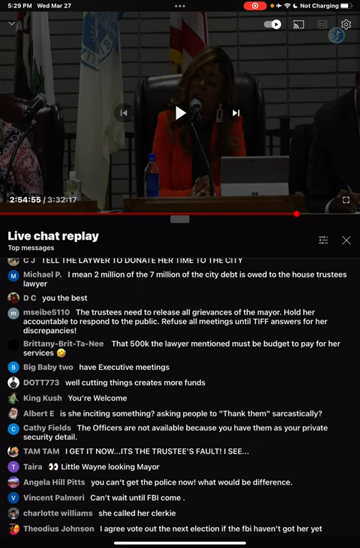 5:29 PM Wed Mar 27
Not Charging
2:54:55 / 3:32:17
Live chat replay
Top messages
C J TELL THE LAYWER TO DONATE HER TIME TO THE CITY
M Michael P. I mean 2 million of the 7 million of the city debt is owed to the house trustees
lawyer
D C you the best
mseibe5110 The trustees need to release all grievances of the mayor. Hold her
accountable to respond to the public. Refuse all meetings until TIFF answers for her
discrepancies!
Brittany-Brit-Ta-Nee That 500k the lawyer mentioned must be budget to pay for her
services 🤣
B Big Baby two have Executive meetings
DOTT773 well cutting things creates more funds
King Kush You're Welcome
Albert E is she inciting something? asking people to "Thank them" sarcastically?
C Cathy Fields The Officers are not available because you have them as your private
security detail.
TAM TAM I GET IT NOW...ITS THE TRUSTEE'S FAULT! I SEE...
T Taira 👀 Little Wayne looking Mayor
A Angela Hill Pitts you can't get the police now! what would be difference.
V Vincent Palmeri Can't wait until FBI come .
charlotte williams she called her clerkie
Theodius Johnson I agree vote out the next election if the fbi haven't got her yet